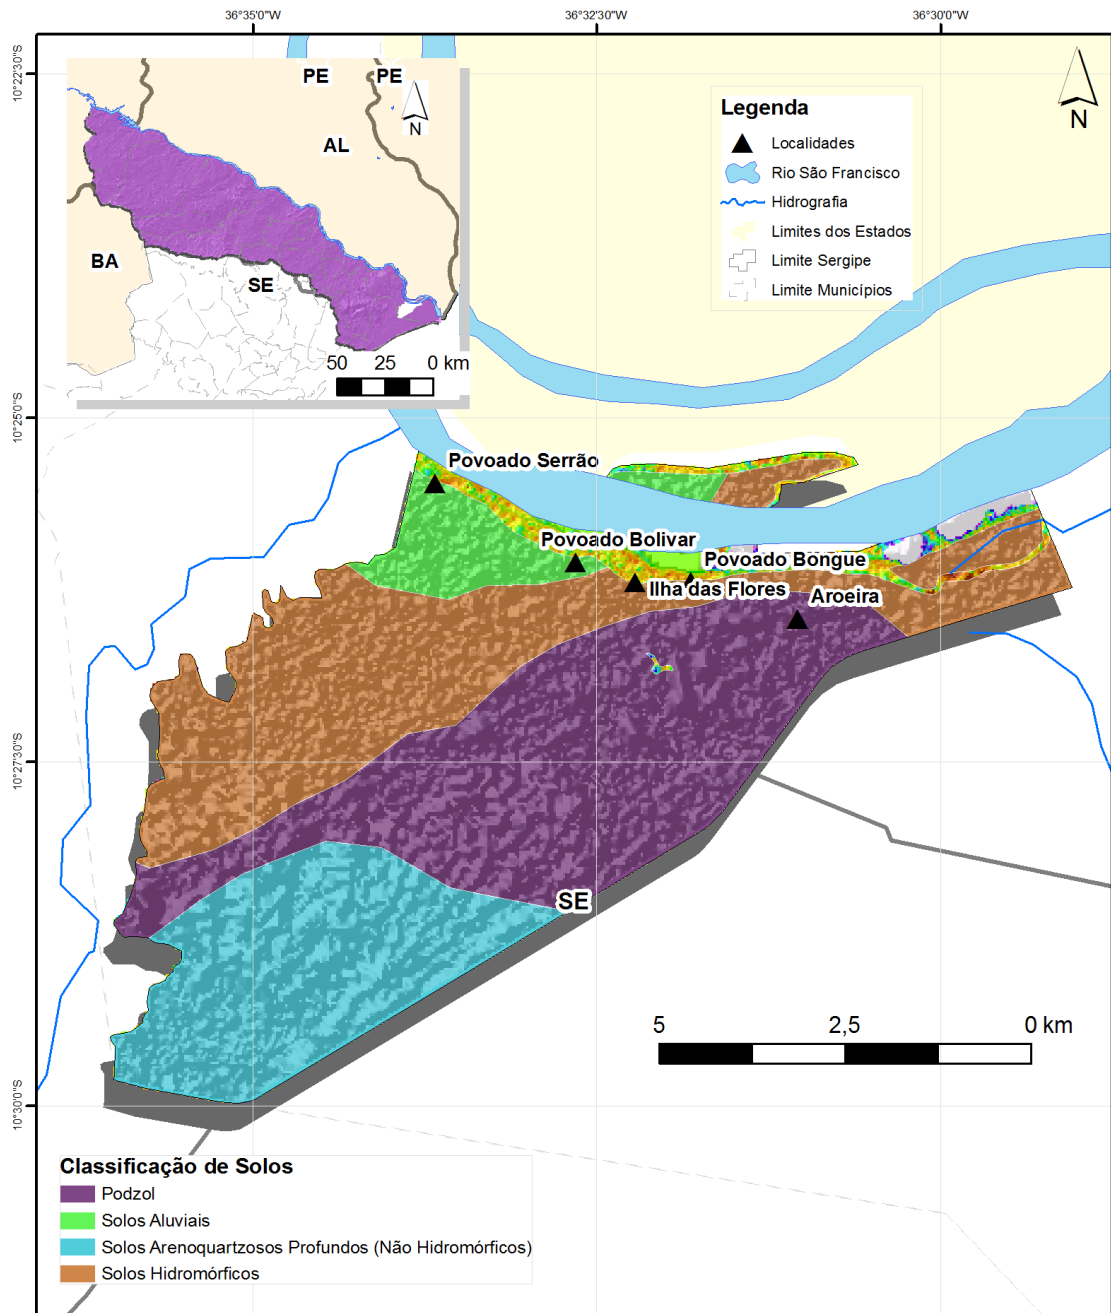 36°35'0"W
36°32'30"W
36°30'0"W
10°22'30"S
10°25'0"S
10°27'30"S
10°30'0"S
PE
PE
AL
N
BA
SE
50 25 0 km
Legenda
Localidades
Rio São Francisco
Hidrografia
Limites dos Estados
Limite Sergipe
Limite Municípios
N
Povoado Serrão
Povoado Bolivar
Povoado Bongue
Ilha das Flores
Aroeira
SE
5 2,5 0 km
Classificação de Solos
Podzol
Solos Aluviais
Solos Arenoquartzosos Profundos (Não Hidromórficos)
Solos Hidromórficos